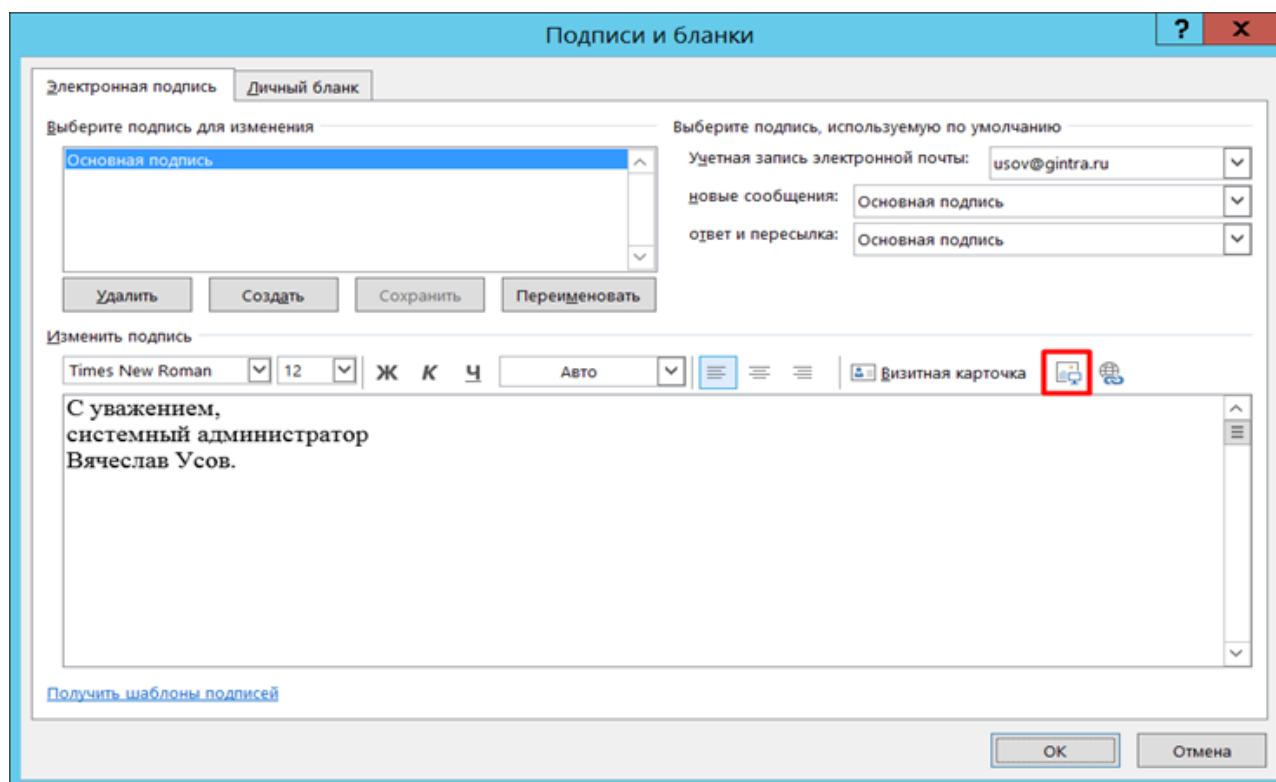 Подписи и бланки
? x
Электронная подпись Личный бланк
Выберите подпись для изменения
Основная подпись
Удалить Создать Сохранить Переименовать
Выберите подпись, используемую по умолчанию
Учетная запись электронной почты: usov@gintra.ru
новые сообщения: Основная подпись
ответ и пересылка: Основная подпись
Изменить подпись
Times New Roman 12 Ж К Ч Авто Визитная карточка
С уважением,
системный администратор
Вячеслав Усов.
Получить шаблоны подписей
ОК Отмена